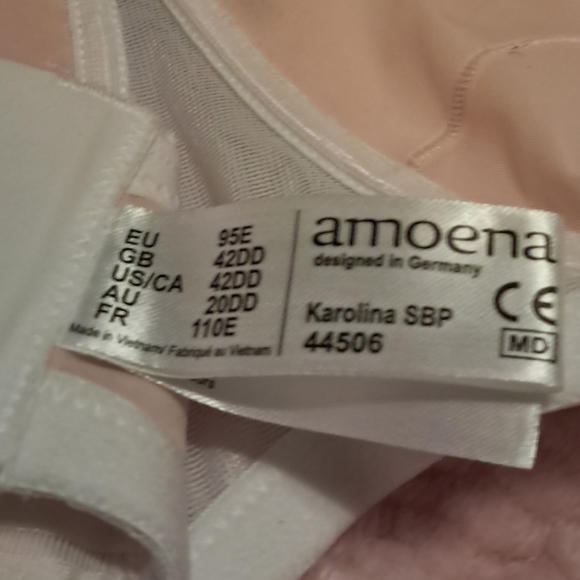 EU 95E
GB 42DD
US/CA 42DD
AU 20DD
FR 110E
Made in Vietnam/ Fabriqué au Vietnam
amoena
designed in Germany
Karolina SBP
44506
CE
MD